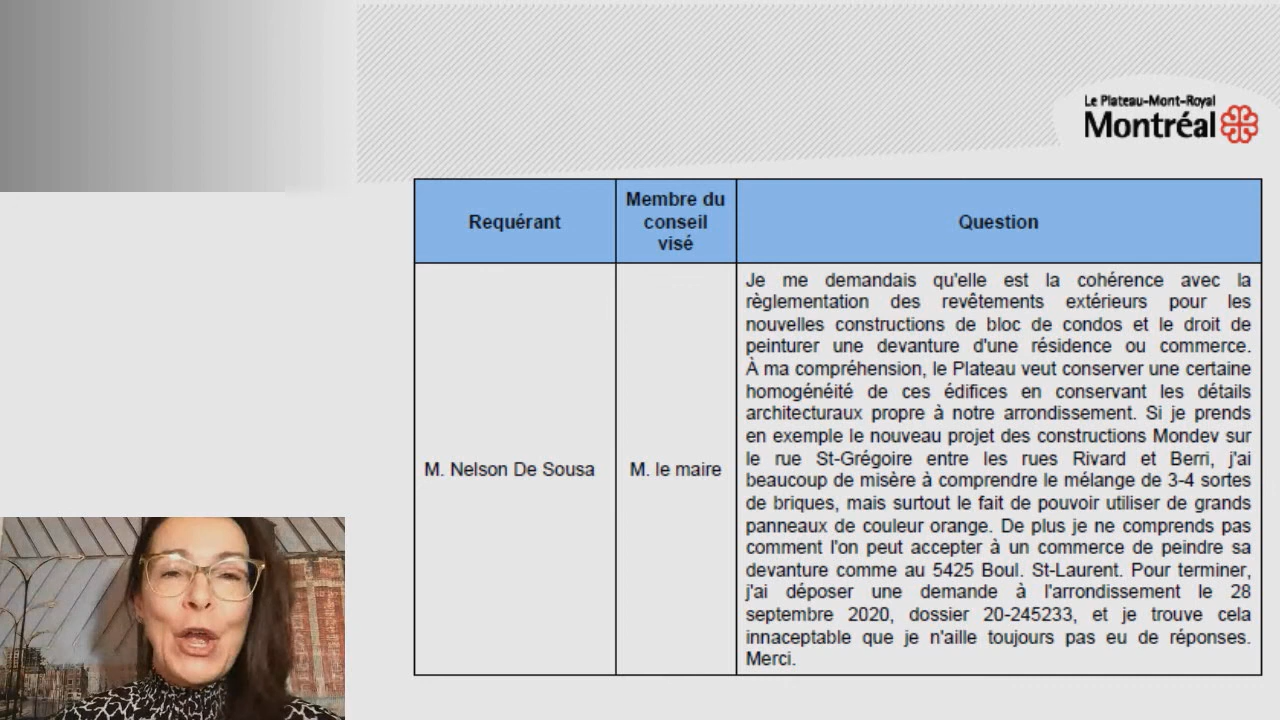 Le Plateau-Mont-Royal
Montréal
Requérant
Membre du
conseil
visé
Question
M. Nelson De Sousa
M. le maire
Je me demandais qu'elle est la cohérence avec la
règlementation des revêtements extérieurs pour les
nouvelles constructions de bloc de condos et le droit de
peinturer une devanture d'une résidence ou commerce.
À ma compréhension, le Plateau veut conserver une certaine
homogénéité de ces édifices en conservant les détails
architecturaux propre à notre arrondissement. Si je prends
en exemple le nouveau projet des constructions Mondev sur
le rue St-Grégoire entre les rues Rivard et Berri, j'ai
beaucoup de misère à comprendre le mélange de 3-4 sortes
de briques, mais surtout le fait de pouvoir utiliser de grands
panneaux de couleur orange. De plus je ne comprends pas
comment l'on peut accepter à un commerce de peindre sa
devanture comme au 5425 Boul. St-Laurent. Pour terminer,
j'ai déposer une demande à l'arrondissement le 28
septembre 2020, dossier 20-245233, et je trouve cela
innaceptable que je n'aille toujours pas eu de réponses.
Merci.